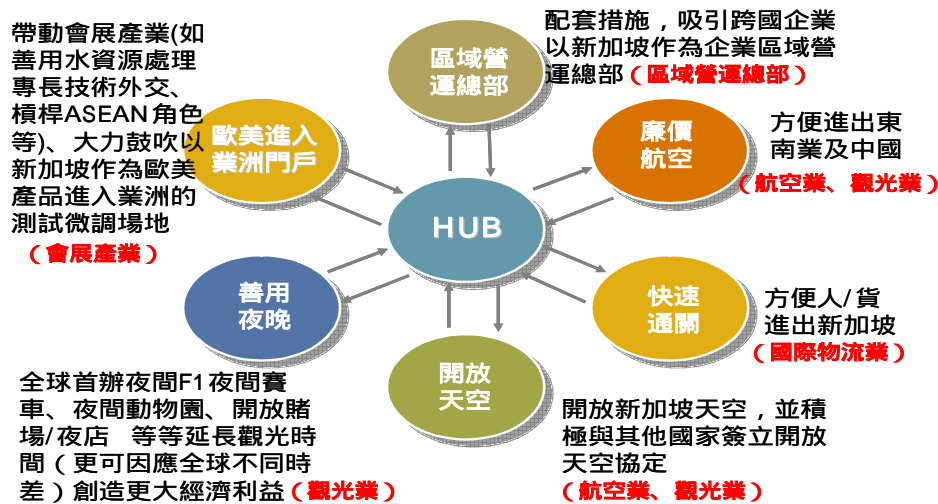 帶動會展產業(如
善用水資源處理
專長技術外交、
槓桿ASEAN角色
等)、大力鼓吹以
新加坡作為歐美
產品進入業洲的
測試微調場地
（會展產業）
歐美進入
業洲門戶
區域營
運總部
配套措施，吸引跨國企業
以新加坡作為企業區域營
運總部（區域營運總部）
廉價
航空
方便進出東
南業及中國
（航空業、觀光業）
HUB
善用
夜晚
全球首辦夜間F1夜間賽
車、夜間動物園、開放賭
場/夜店 等等延長觀光時
間（更可因應全球不同時
差）創造更大經濟利益（觀光業）
快速
通關
方便人/貨
進出新加坡
（國際物流業）
開放
天空
開放新加坡天空，並積
極與其他國家簽立開放
天空協定
（航空業、觀光業）